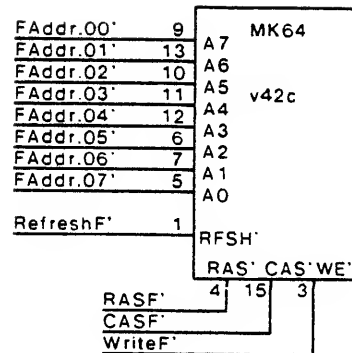 FAddr.00' 9 A7 MK64
FAddr.01' 13 A6
FAddr.02' 10 A5 v42c
FAddr.03' 11 A4
FAddr.04' 12 A3
FAddr.05' 6 A2
FAddr.06' 7 A1
FAddr.07' 5 A0
RefreshF' 1 RFSH'
RAS' CAS' WE'
RASF' 4 15 3
CASF'
WriteF'